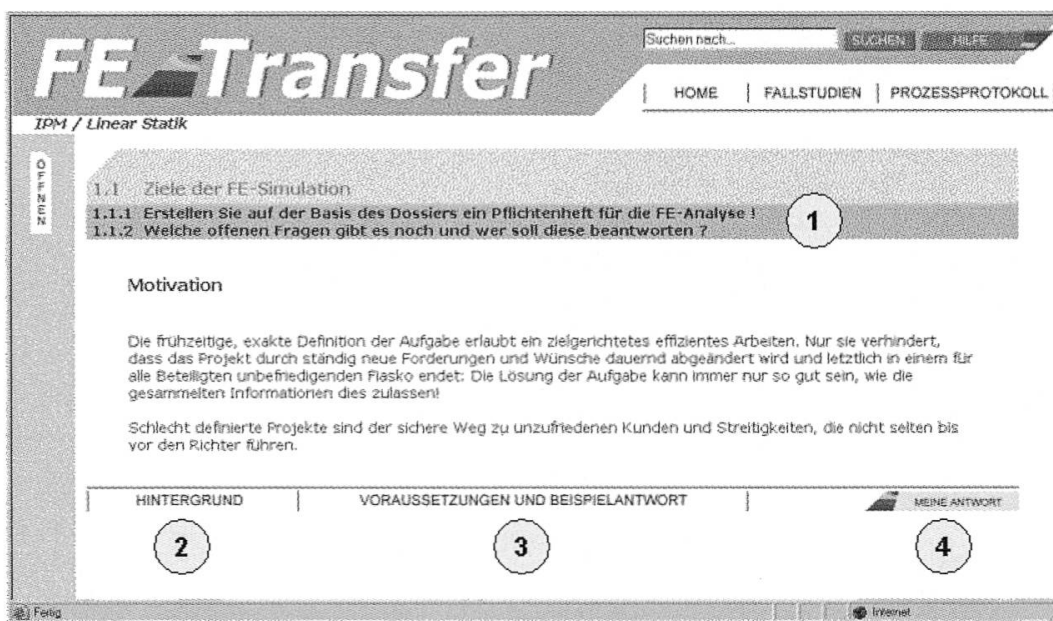 FE Transfer
Suchen nach...
SUCHEN
HILFE
HOME | FALLSTUDIEN | PROZESSPROTOKOLL
IPM / Linear Statik
ÖFFNEN
1.1 Ziele der FE-Simulation
1.1.1 Erstellen Sie auf der Basis des Dossiers ein Pflichtenheft für die FE-Analyse !
1.1.2 Welche offenen Fragen gibt es noch und wer soll diese beantworten ?
1
Motivation
Die frühzeitige, exakte Definition der Aufgabe erlaubt ein zielgerichtetes effizientes Arbeiten. Nur sie verhindert,
dass das Projekt durch ständig neue Forderungen und Wünsche dauernd abgeändert wird und letztlich in einem für
alle Beteiligten unbefriedigenden Fiasko endet: Die Lösung der Aufgabe kann immer nur so gut sein, wie die
gesammelten Informationen dies zulassen!
Schlecht definierte Projekte sind der sichere Weg zu unzufriedenen Kunden und Streitigkeiten, die nicht selten bis
vor den Richter führen.
HINTERGRUND | VORAUSSETZUNGEN UND BEISPIELANTWORT | MEINE ANTWORT
2
3
4
Fertig
Internet